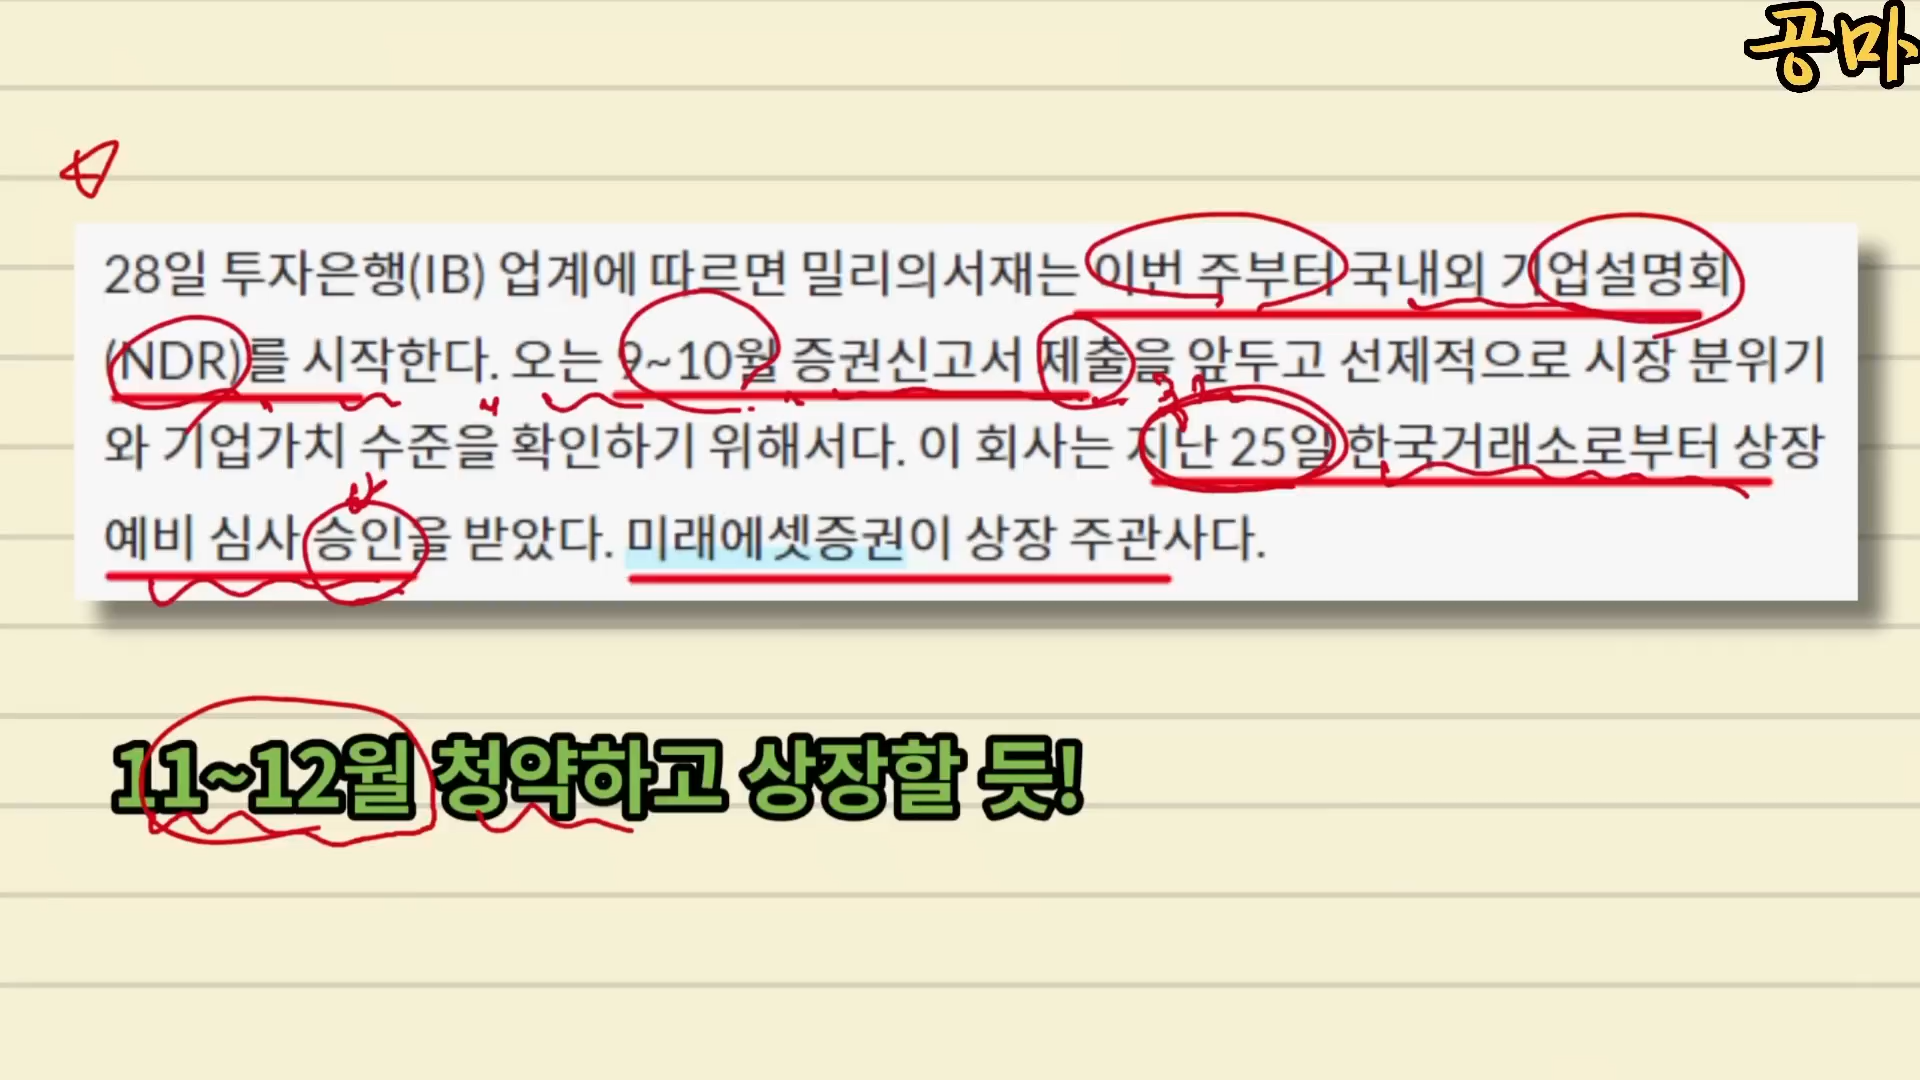 공마
28일 투자은행(IB) 업계에 따르면 밀리의서재는 이번 주부터 국내외 기업설명회
(NDR)를 시작한다. 오는 9~10월 증권신고서 제출을 앞두고 선제적으로 시장 분위기
와 기업가치 수준을 확인하기 위해서다. 이 회사는 지난 25일 한국거래소로부터 상장
예비 심사 승인을 받았다. 미래에셋증권이 상장 주관사다.
11~12월 청약하고 상장할 듯!